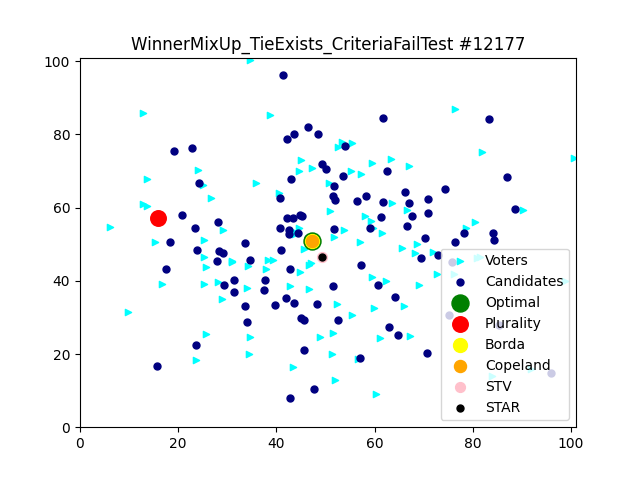 WinnerMixUp_TieExists_CriteriaFailTest #12177
100
80
60
40
20
0
0
20
40
60
80
100
Voters
Candidates
Optimal
Plurality
Borda
Copeland
STV
STAR